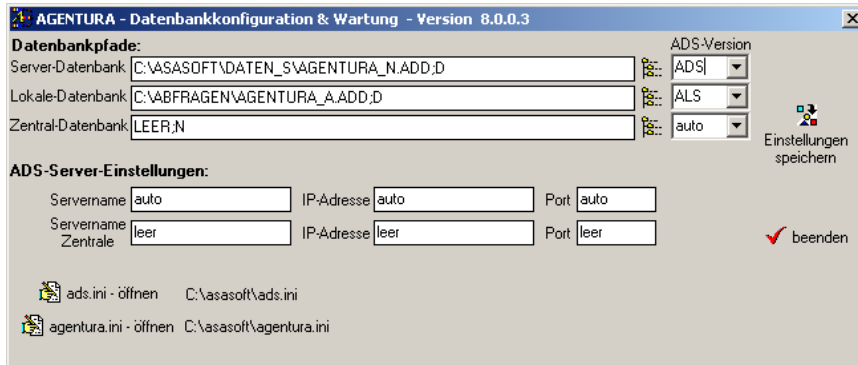 AGENTURA - Datenbankkonfiguration & Wartung - Version 8.0.0.3
Datenbankpfade: ADS-Version
Server-Datenbank C:\ASASOFT\DATEN_S\AGENTURA_N.ADD;D ADS
Lokale-Datenbank C:\ABFRAGEN\AGENTURA_A.ADD;D ALS
Zentral-Datenbank LEER;N auto
Einstellungen
speichern
ADS-Server-Einstellungen:
Servername auto IP-Adresse auto Port auto
Servername
Zentrale leer IP-Adresse leer Port leer
beenden
ads.ini - öffnen C:\asasoft\ads.ini
agentura.ini - öffnen C:\asasoft\agentura.ini